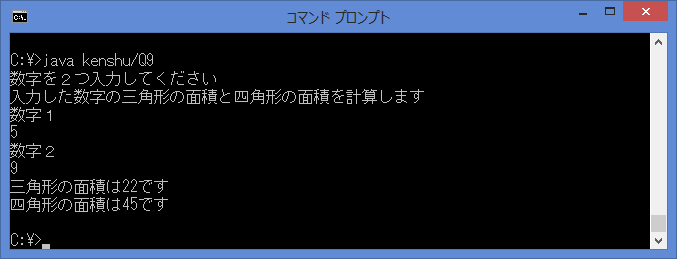 コマンド プロンプト
C:\>java kenshu/Q9
数字を２つ入力してください
入力した数字の三角形の面積と四角形の面積を計算します
数字１
5
数字２
9
三角形の面積は22です
四角形の面積は45です
C:\>